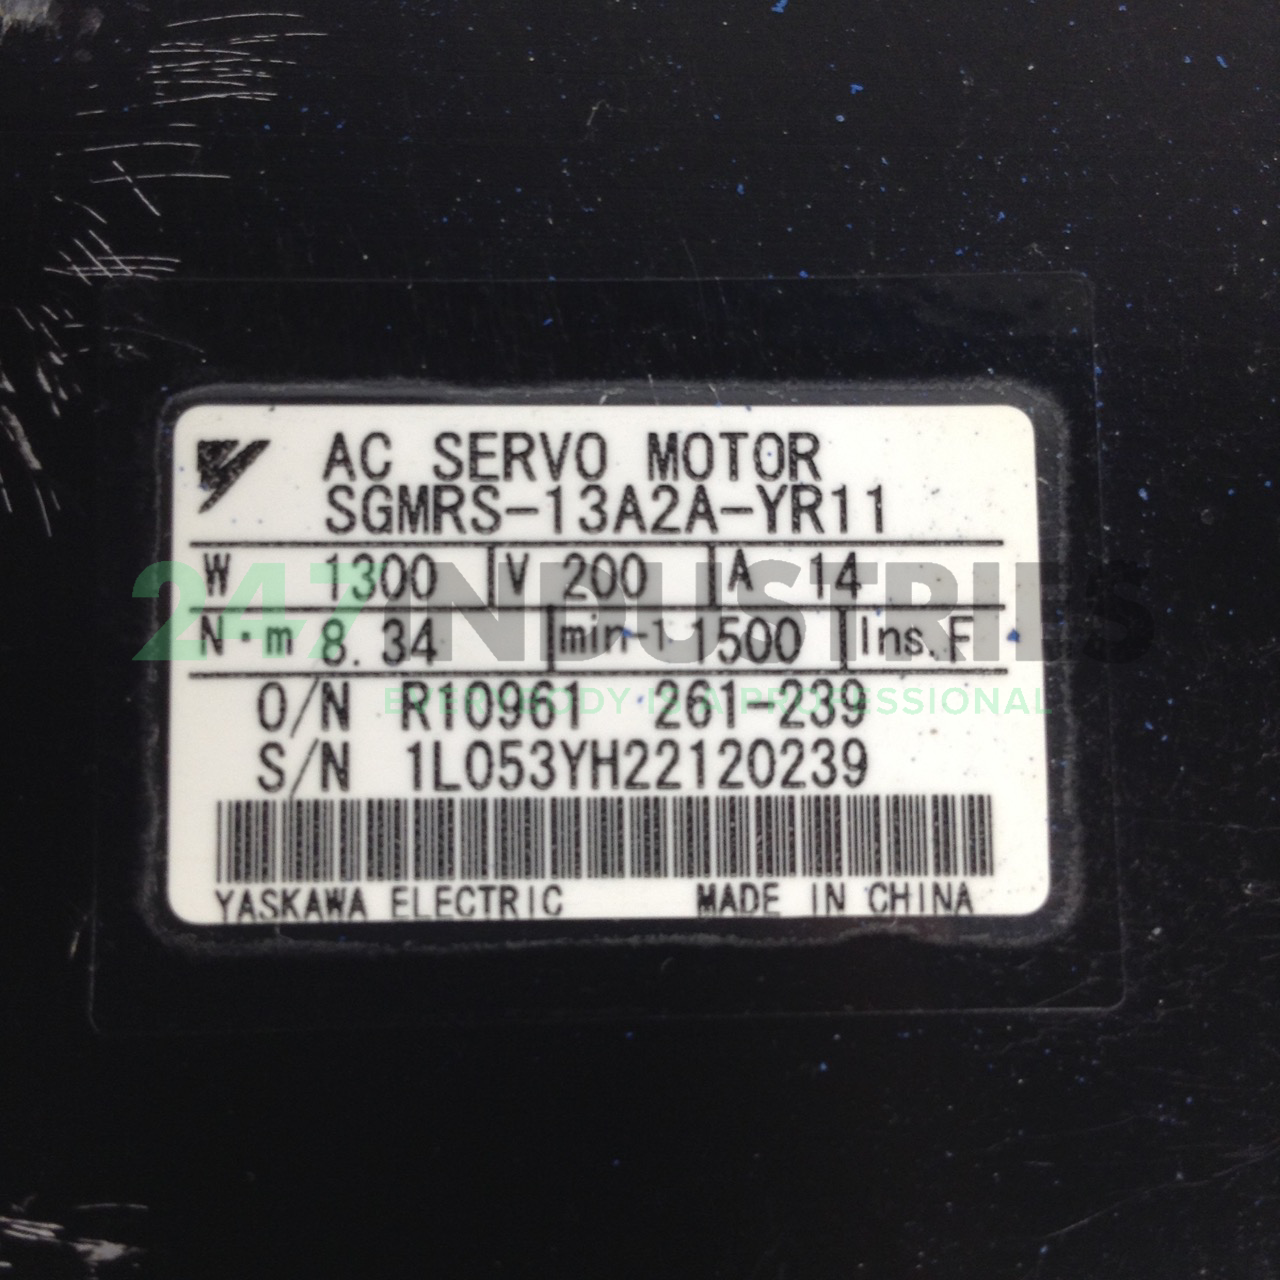 AC SERVO MOTOR
SGMRS-13A2A-YR11
W 1300 V 200 A 14
N·m 8.34 min-1 1500 Ins. F
O/N R10961 261-239
S/N 1L053YH22120239
YASKAWA ELECTRIC MADE IN CHINA
247INDUSTRIES
EVERYBODY IS A PROFESSIONAL